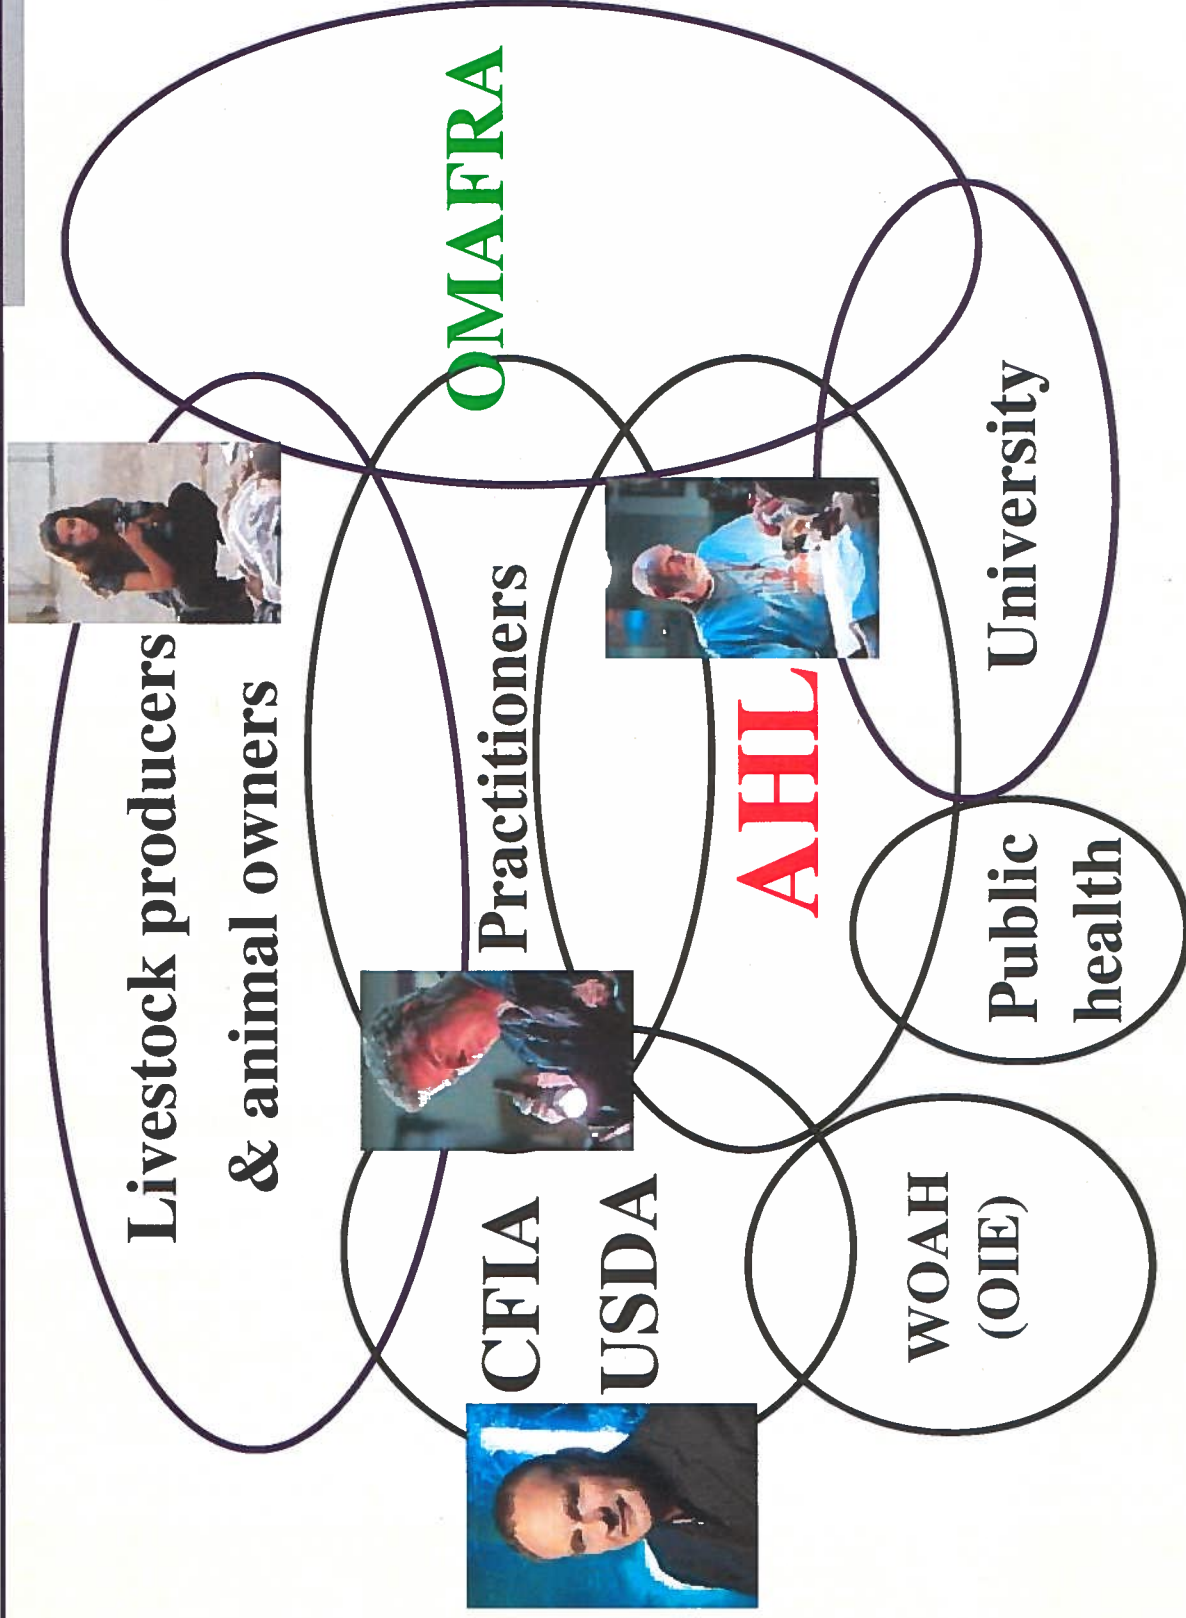 Livestock producers
& animal owners
OMAFRA
Practitioners
CFIA
USDA
AHL
WOAH
(OIE)
Public
health
University